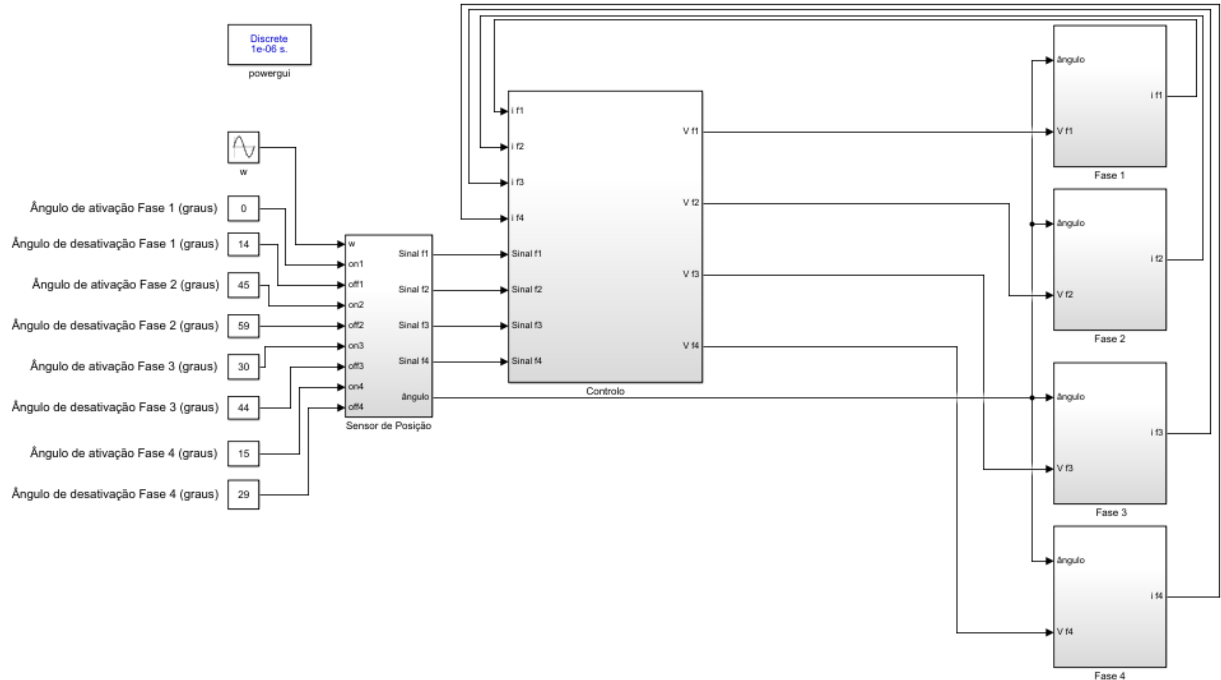 Discrete
1e-06 s.
powergui
w
Ângulo de ativação Fase 1 (graus)
0
Ângulo de desativação Fase 1 (graus)
14
Ângulo de ativação Fase 2 (graus)
45
Ângulo de desativação Fase 2 (graus)
59
Ângulo de ativação Fase 3 (graus)
30
Ângulo de desativação Fase 3 (graus)
44
Ângulo de ativação Fase 4 (graus)
15
Ângulo de desativação Fase 4 (graus)
29
w
on1
off1
on2
off2
on3
off3
on4
off4
Sinal f1
Sinal f2
Sinal f3
Sinal f4
ângulo
Sensor de Posição
i f1
i f2
i f3
i f4
Sinal f1
Sinal f2
Sinal f3
Sinal f4
V f1
V f2
V f3
V f4
Controlo
ângulo
V f1
i f1
Fase 1
ângulo
V f2
i f2
Fase 2
ângulo
V f3
i f3
Fase 3
ângulo
V f4
i f4
Fase 4